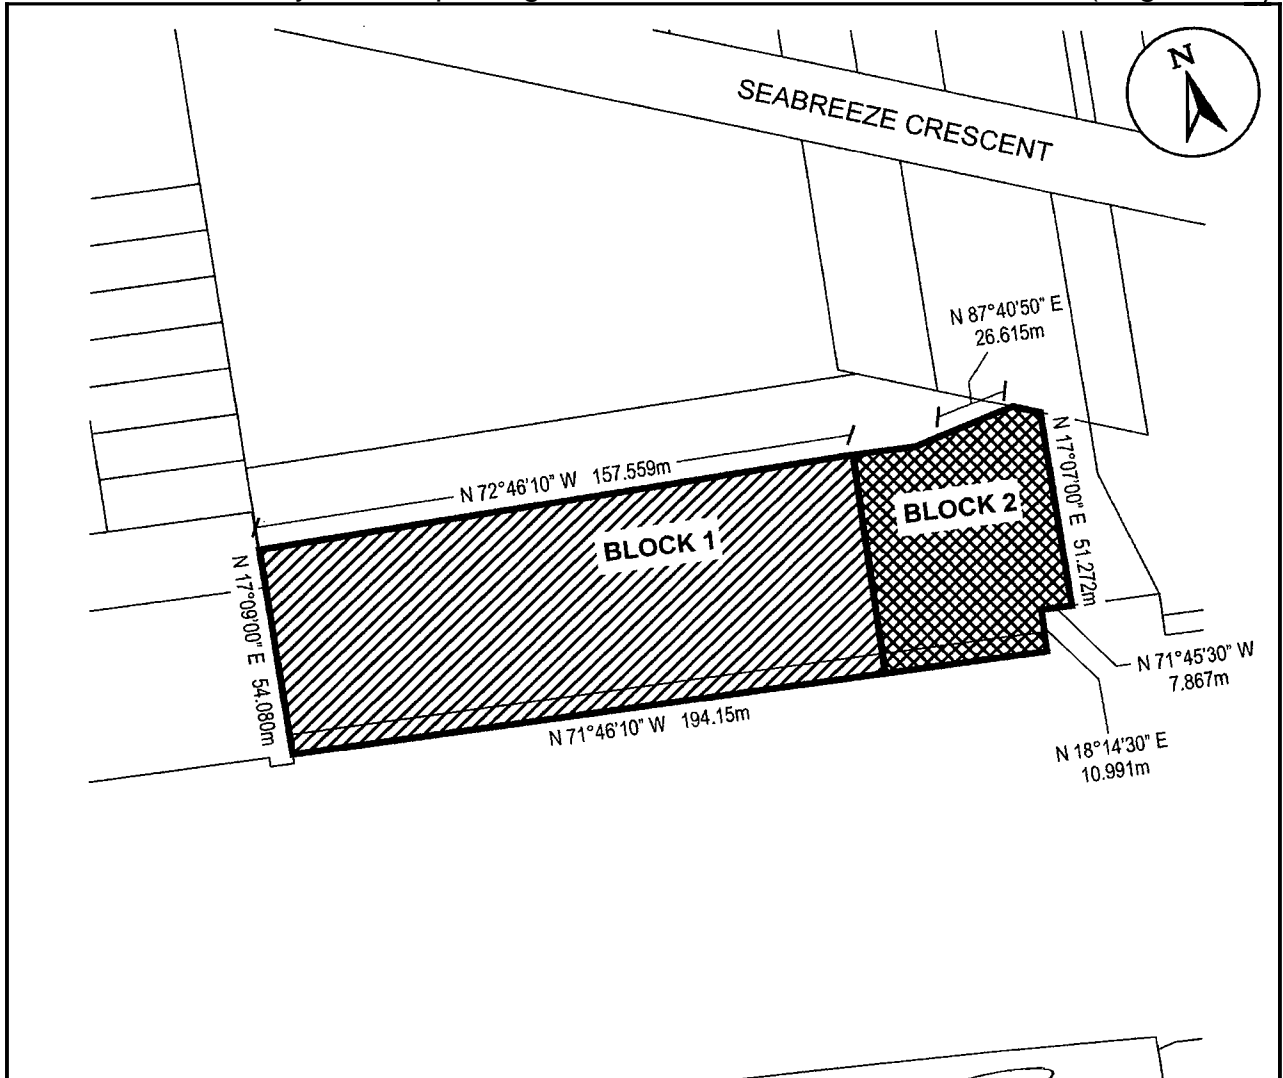 N
SEABREEZE CRESCENT
N 87°40'50" E
26.615m
N 72°46'10" W 157.559m
BLOCK 1
BLOCK 2
N 17°07'00" E 51.272m
N 17°09'00" E 54.080m
N 71°45'30" W
7.867m
N 71°46'10" W 194.15m
N 18°14'30" E
10.991m